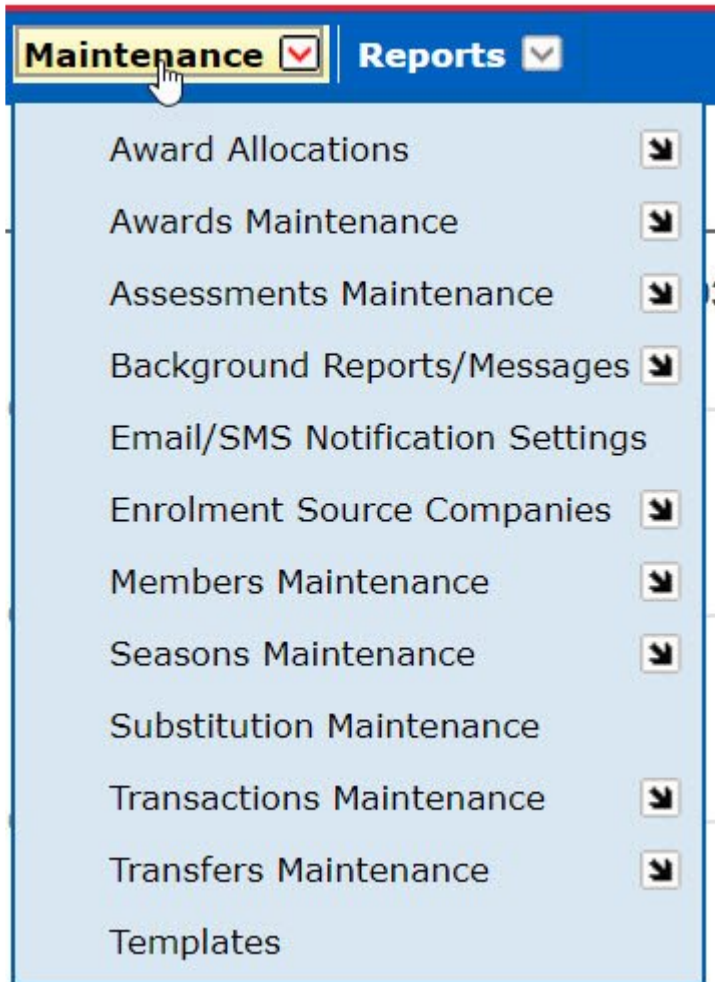 Maintenance Reports
Award Allocations
Awards Maintenance
Assessments Maintenance
Background Reports/Messages
Email/SMS Notification Settings
Enrolment Source Companies
Members Maintenance
Seasons Maintenance
Substitution Maintenance
Transactions Maintenance
Transfers Maintenance
Templates